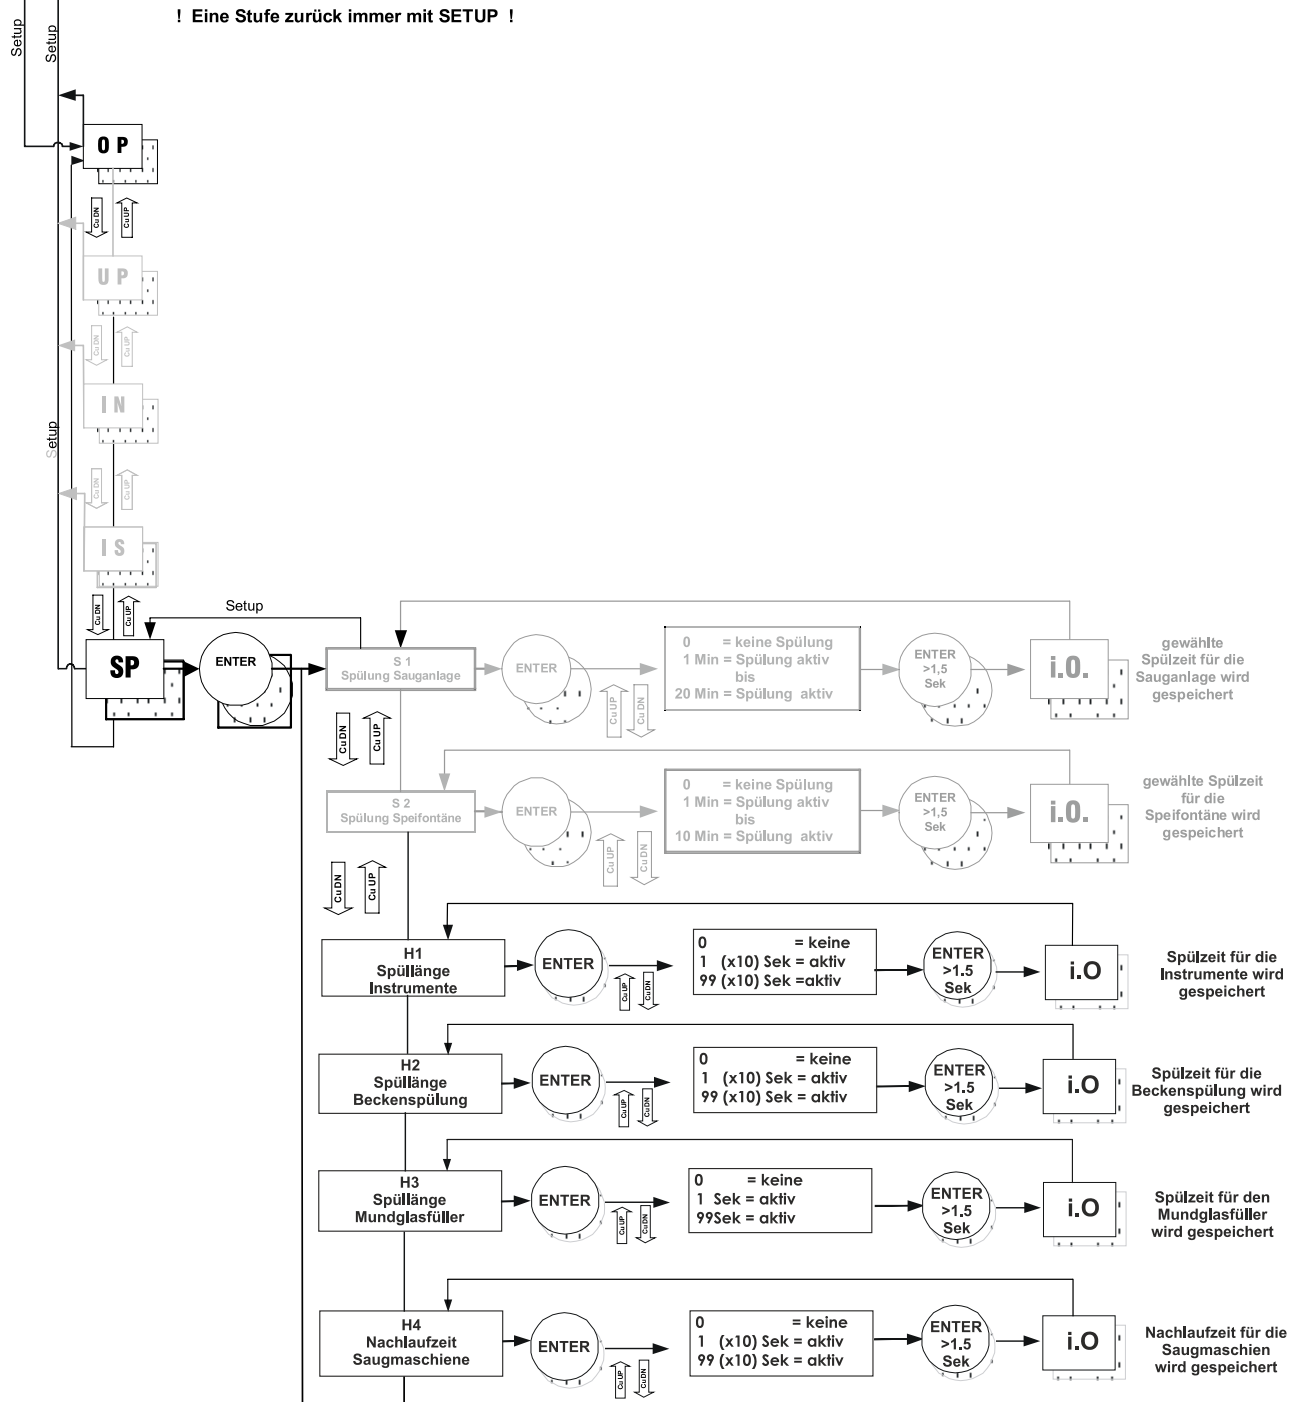 ! Eine Stufe zurück immer mit SETUP !
Setup
Setup
O P
Cu DN
Cu UP
U P
Cu DN
Cu UP
I N
Setup
Cu DN
Cu UP
I S
Cu DN
Cu UP
Setup
SP
ENTER
S 1
Spülung Sauganlage
ENTER
Cu UP
Cu DN
0 = keine Spülung
1 Min = Spülung aktiv
bis
20 Min = Spülung aktiv
ENTER
>1,5
Sek
i.O.
gewählte
Spülzeit für die
Sauganlage wird
gespeichert
Cu DN
Cu UP
S 2
Spülung Speifontäne
ENTER
Cu UP
Cu DN
0 = keine Spülung
1 Min = Spülung aktiv
bis
10 Min = Spülung aktiv
ENTER
>1,5
Sek
i.O.
gewählte Spülzeit
für die
Speifontäne wird
gespeichert
Cu DN
Cu UP
H1
Spüllänge
Instrumente
ENTER
Cu UP
Cu DN
0 = keine
1 (x10) Sek = aktiv
99 (x10) Sek =aktiv
ENTER
>1.5
Sek
i.O
Spülzeit für die
Instrumente wird
gespeichert
H2
Spüllänge
Beckenspülung
ENTER
Cu UP
Cu DN
0 = keine
1 (x10) Sek = aktiv
99 (x10) Sek = aktiv
ENTER
>1.5
Sek
i.O
Spülzeit für die
Beckenspülung wird
gespeichert
H3
Spüllänge
Mundglasfüller
ENTER
Cu UP
Cu DN
0 = keine
1 Sek = aktiv
99Sek = aktiv
ENTER
>1.5
Sek
i.O
Spülzeit für den
Mundglasfüller
wird gespeichert
H4
Nachlaufzeit
Saugmaschiene
ENTER
Cu UP
Cu DN
0 = keine
1 (x10) Sek = aktiv
99 (x10) Sek = aktiv
ENTER
>1.5
Sek
i.O
Nachlaufzeit für die
Saugmaschien
wird gespeichert